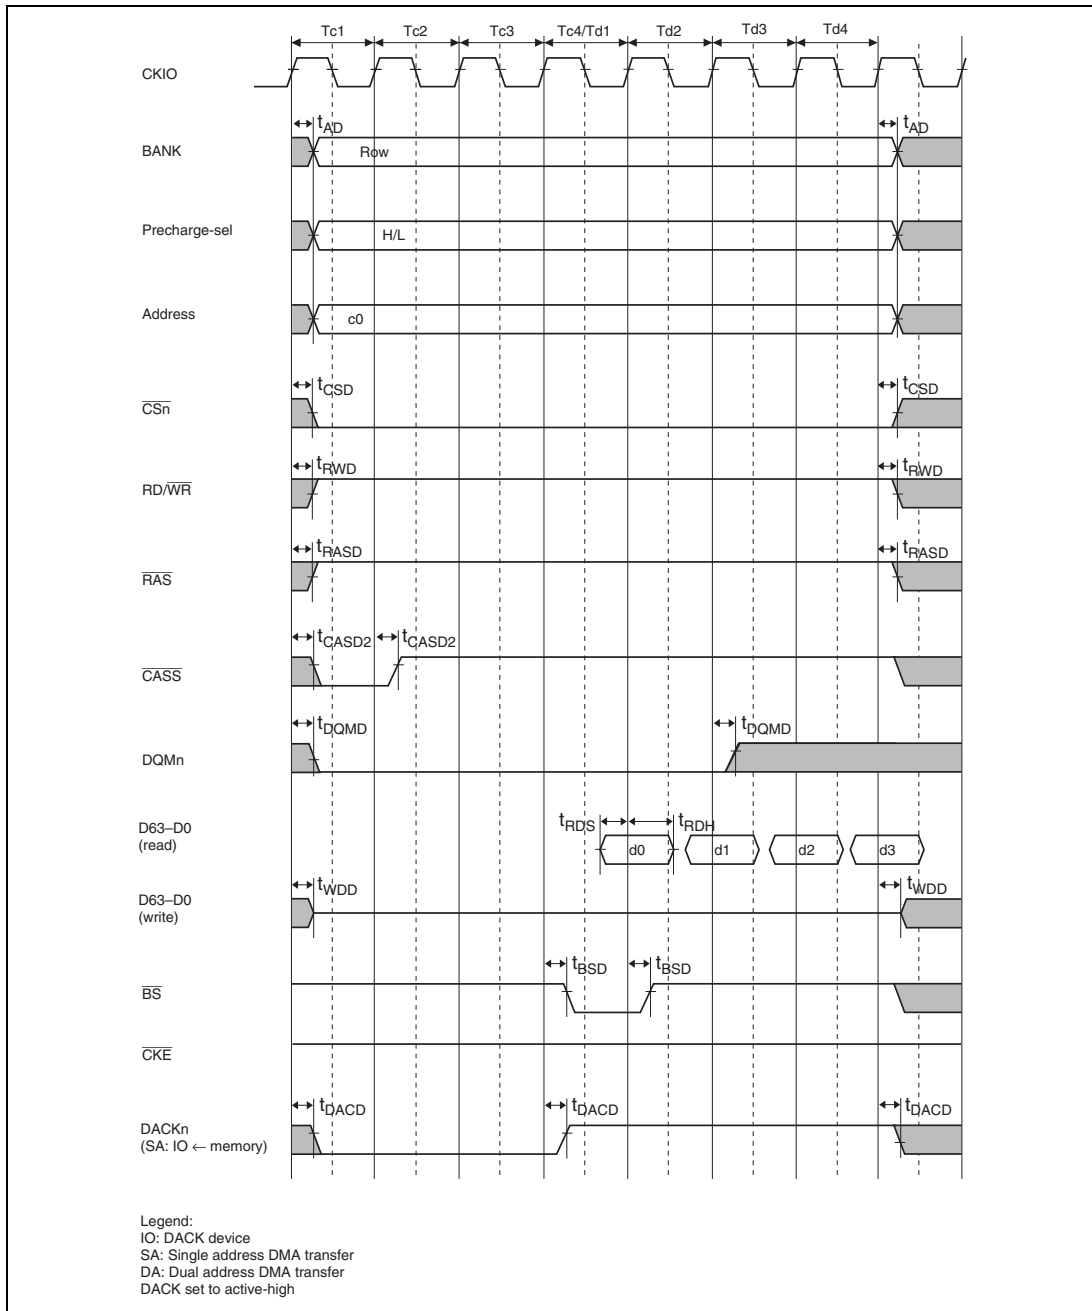 Tc1 Tc2 Tc3 Tc4/Td1 Td2 Td3 Td4
CKIO
tAD tAD
BANK Row
Precharge-sel H/L
Address c0
tCSD tCSD
CSn
tRWD tRWD
RD/WR
tRASD tRASD
RAS
tCASD2 tCASD2
CASS
tDQMD tDQMD
DQMn
D63–D0
(read)
tRDS tRDH
d0 d1 d2 d3
tWDD tWDD
D63–D0
(write)
tBSD tBSD
BS
CKE
tDACD tDACD tDACD
DACKn
(SA: IO ← memory)
Legend:
IO: DACK device
SA: Single address DMA transfer
DA: Dual address DMA transfer
DACK set to active-high